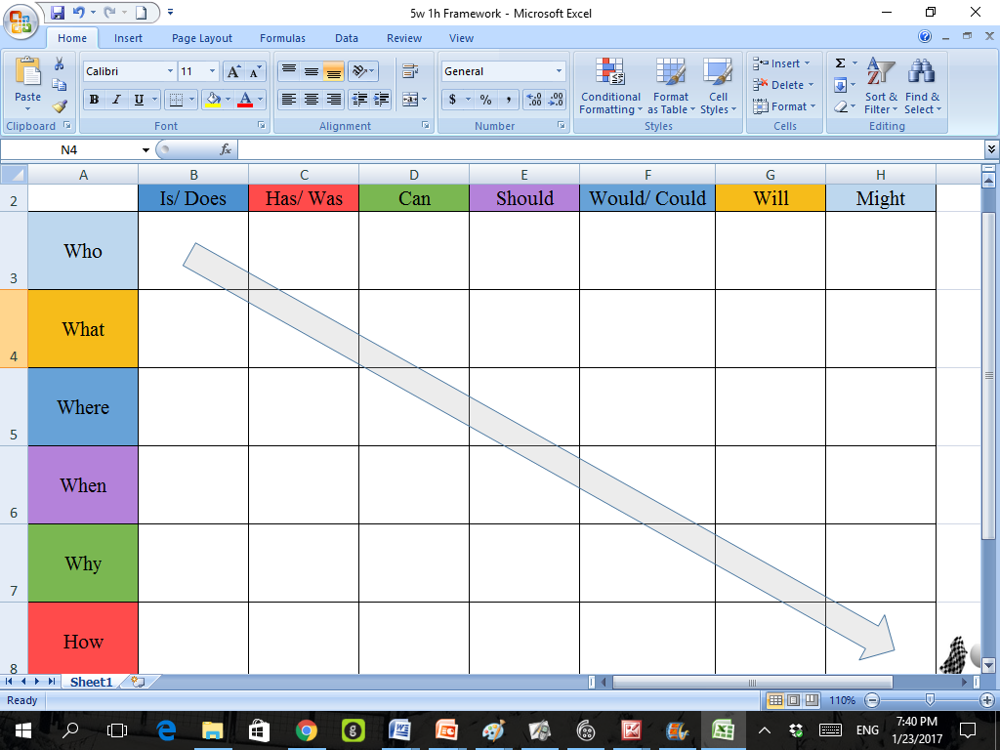 5w 1h Framework - Microsoft Excel
Home Insert Page Layout Formulas Data Review View
Paste
Calibri 11
General
Conditional Formatting
Format as Table
Cell Styles
Insert
Delete
Format
Σ
Sort & Filter
Find & Select
B I U A
$ % ,
Clipboard Font Alignment Number Styles Cells Editing
N4 fx
A B C D E F G H
2 Is/ Does Has/ Was Can Should Would/ Could Will Might
3 Who
4 What
5 Where
6 When
7 Why
8 How
Sheet1
Ready 110%
ENG
7:40 PM
1/23/2017